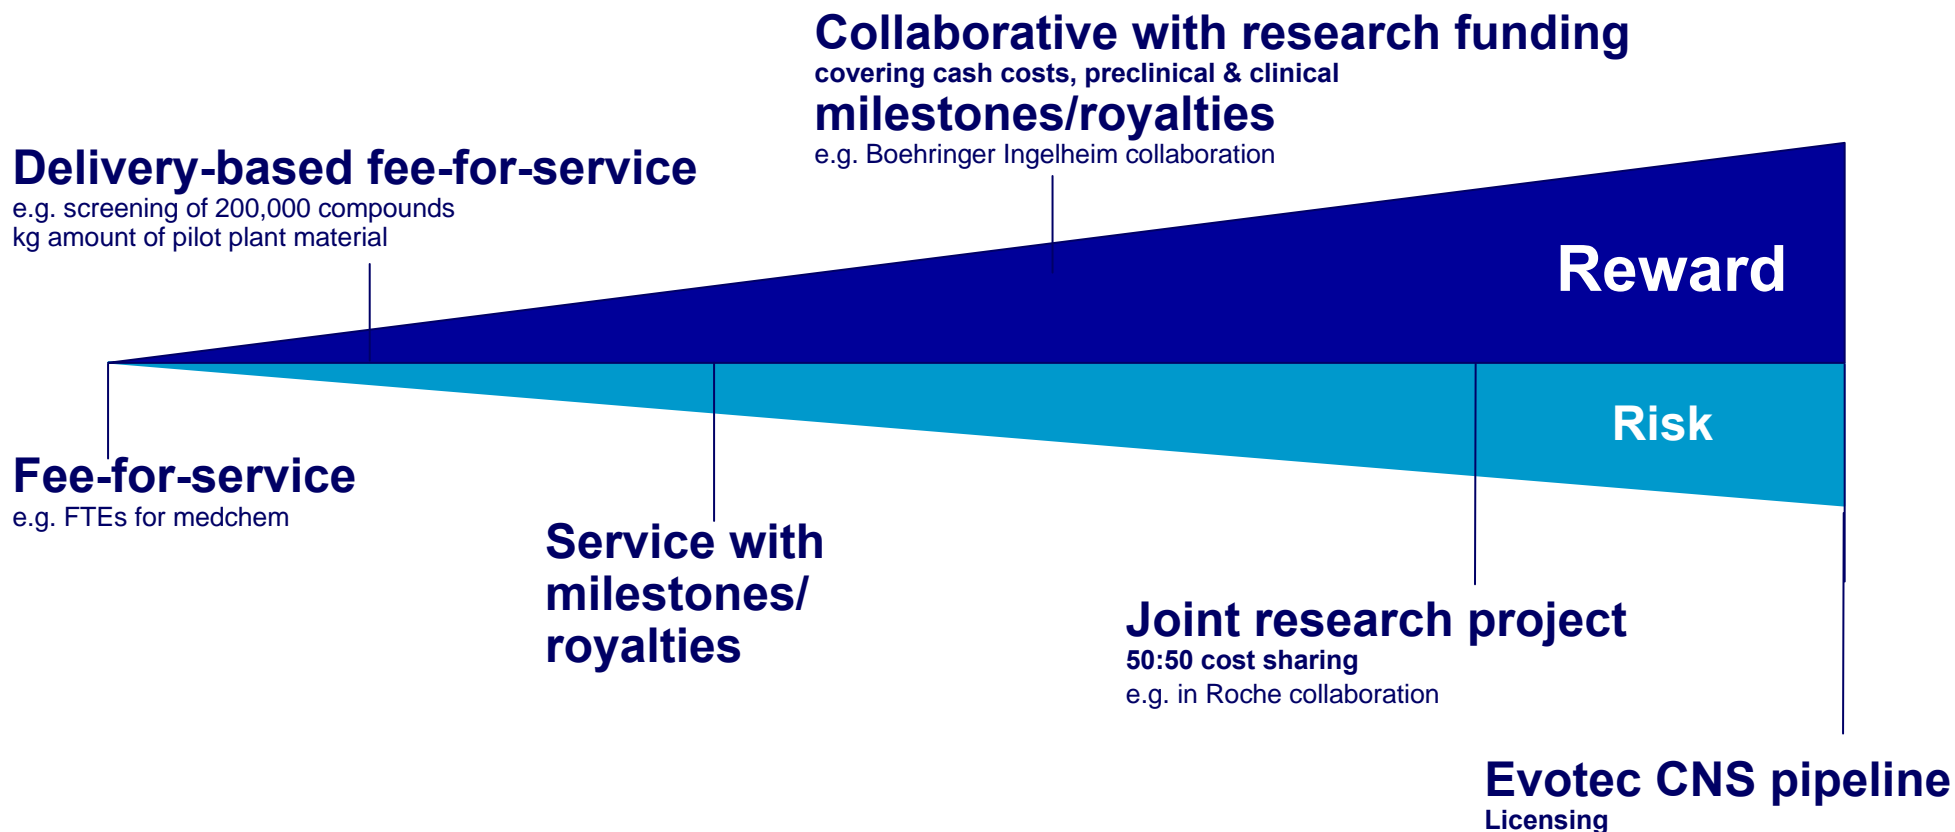 Collaborative with research funding
covering cash costs, preclinical & clinical
milestones/royalties
e.g. Boehringer Ingelheim collaboration
Delivery-based fee-for-service
e.g. screening of 200,000 compounds
kg amount of pilot plant material
Reward
Risk
Fee-for-service
e.g. FTEs for medchem
Service with
milestones/
royalties
Joint research project
50:50 cost sharing
e.g. in Roche collaboration
Evotec CNS pipeline
Licensing